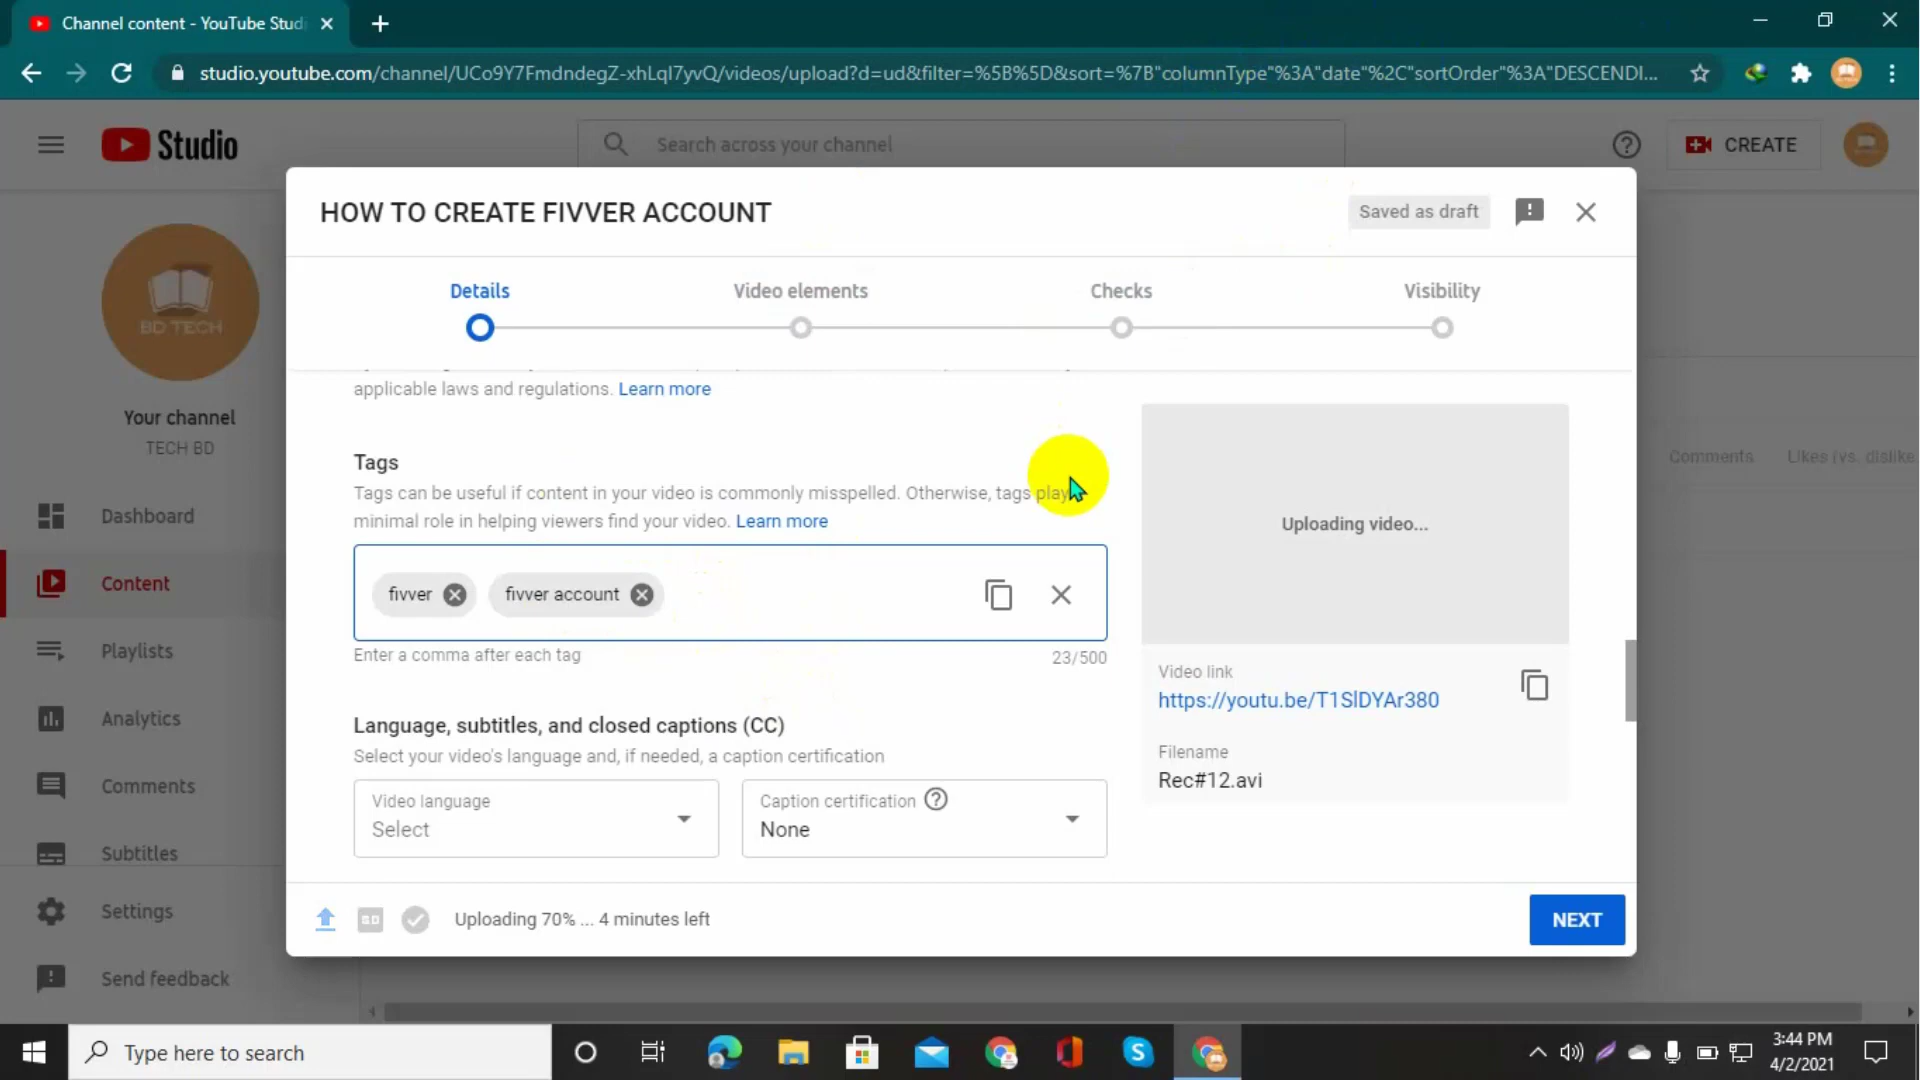 Channel content - YouTube Stud
studio.youtube.com/channel/UCo9Y7FmdndegZ-xhLqI7yvQ/videos/upload?d=ud&filter=%5B%5D&sort=%7B"columnType"%3A"date"%2C"sortOrder"%3A"DESCENDI...
Studio
Search across your channel
CREATE
HOW TO CREATE FIVVER ACCOUNT
Saved as draft
Details
Video elements
Checks
Visibility
BD TECH
Your channel
TECH BD
Dashboard
Content
Playlists
Analytics
Comments
Subtitles
Settings
Send feedback
applicable laws and regulations. Learn more
Tags
Tags can be useful if content in your video is commonly misspelled. Otherwise, tags play
minimal role in helping viewers find your video. Learn more
fivver
fivver account
Enter a comma after each tag
23/500
Language, subtitles, and closed captions (CC)
Select your video's language and, if needed, a caption certification
Video language
Select
Caption certification
None
Uploading video...
Video link
https://youtu.be/T1SlDYAr380
Filename
Rec#12.avi
Comments
Likes (vs. dislike
SD
Uploading 70% ... 4 minutes left
NEXT
Type here to search
3:44 PM
4/2/2021